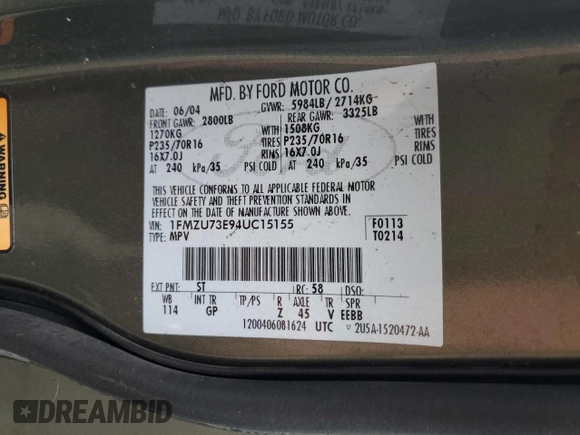 MFD. BY FORD MOTOR CO.
DATE: 06/04 GVWR: 5984LB/ 2714KG
FRONT GAWR: 2800LB REAR GAWR: 3325LB
1270KG WITH 1508KG WITH
P235/70R16 TIRES P235/70R16 TIRES
16X7.0J RIMS 16X7.0J RIMS
AT 240 kPa/35 PSI COLD AT 240 kPa/35 PSI COLD
THIS VEHICLE CONFORMS TO ALL APPLICABLE FEDERAL MOTOR
VEHICLE SAFETY AND THEFT PREVENTION STANDARDS IN
EFFECT ON THE DATE OF MANUFACTURE SHOWN ABOVE.
VIN: 1FMZU73E94UC15155 F0113
TYPE: MPV T0214
EXT PNT: ST RC: 58 DSO:
WB INT TR TP/PS R AXLE TR SPR
114 GP Z 45 V EEBB
1200406081624 UTC 2U5A-1520472-AA
WARNING
Ford
DREAMBID